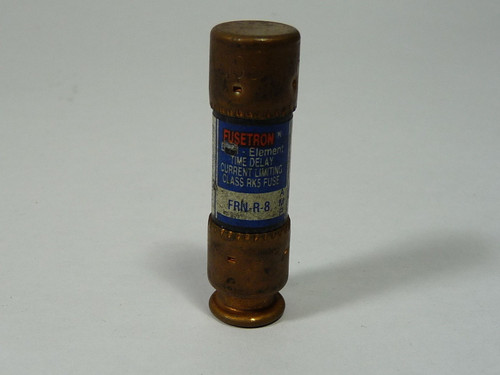 FUSETRON
- Element
TIME DELAY
CURRENT LIMITING
CLASS RK5 FUSE
FRN-R-8